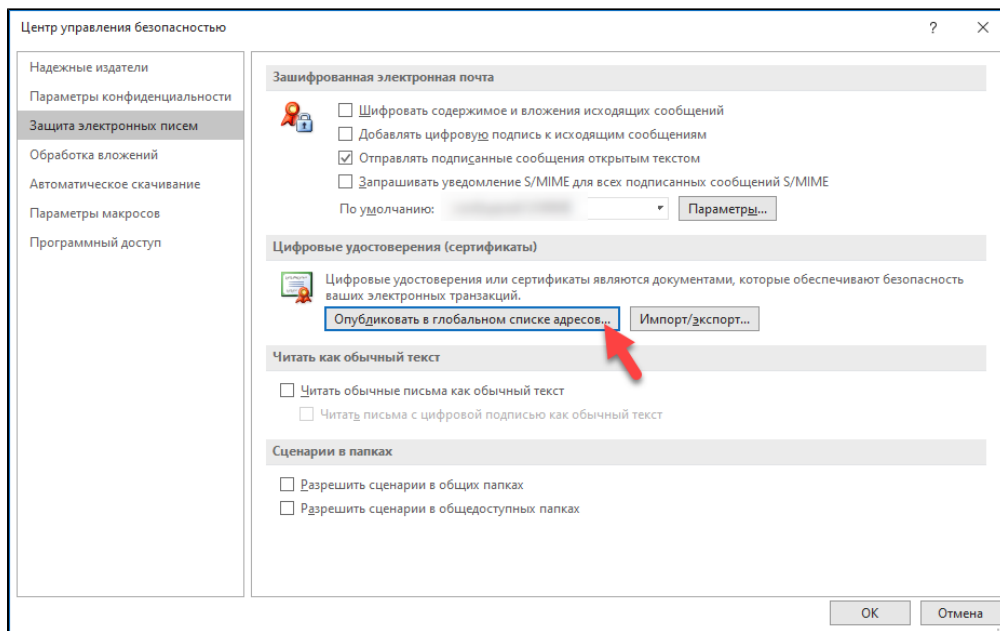 Центр управления безопасностью
?
Надежные издатели
Параметры конфиденциальности
Защита электронных писем
Обработка вложений
Автоматическое скачивание
Параметры макросов
Программный доступ
Зашифрованная электронная почта
Шифровать содержимое и вложения исходящих сообщений
Добавлять цифровую подпись к исходящим сообщениям
Отправлять подписанные сообщения открытым текстом
Запрашивать уведомление S/MIME для всех подписанных сообщений S/MIME
По умолчанию:
Параметры...
Цифровые удостоверения (сертификаты)
Цифровые удостоверения или сертификаты являются документами, которые обеспечивают безопасность
ваших электронных транзакций.
Опубликовать в глобальном списке адресов...
Импорт/экспорт...
Читать как обычный текст
Читать обычные письма как обычный текст
Читать письма с цифровой подписью как обычный текст
Сценарии в папках
Разрешить сценарии в общих папках
Разрешить сценарии в общедоступных папках
ОК
Отмена